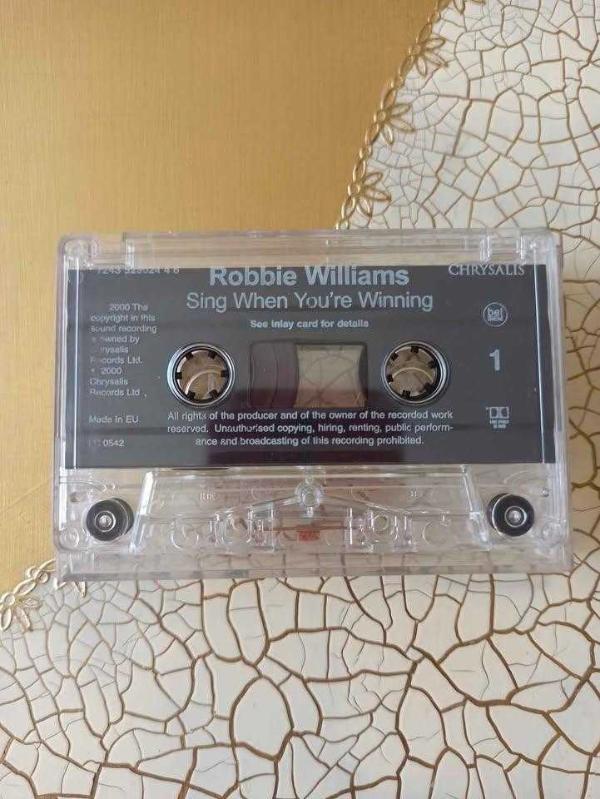 Robbie Williams
CHRYSALIS
Sing When You're Winning
See inlay card for details
2000 The
copyright in this
sound recording
is owned by
Chrysalis
Records Ltd.
2000
Chrysalis
Records Ltd.
Made in EU
0542
1
All rights of the producer and of the owner of the recorded work
reserved. Unauthorised copying, hiring, renting, public perform-
ance and broadcasting of this recording prohibited.